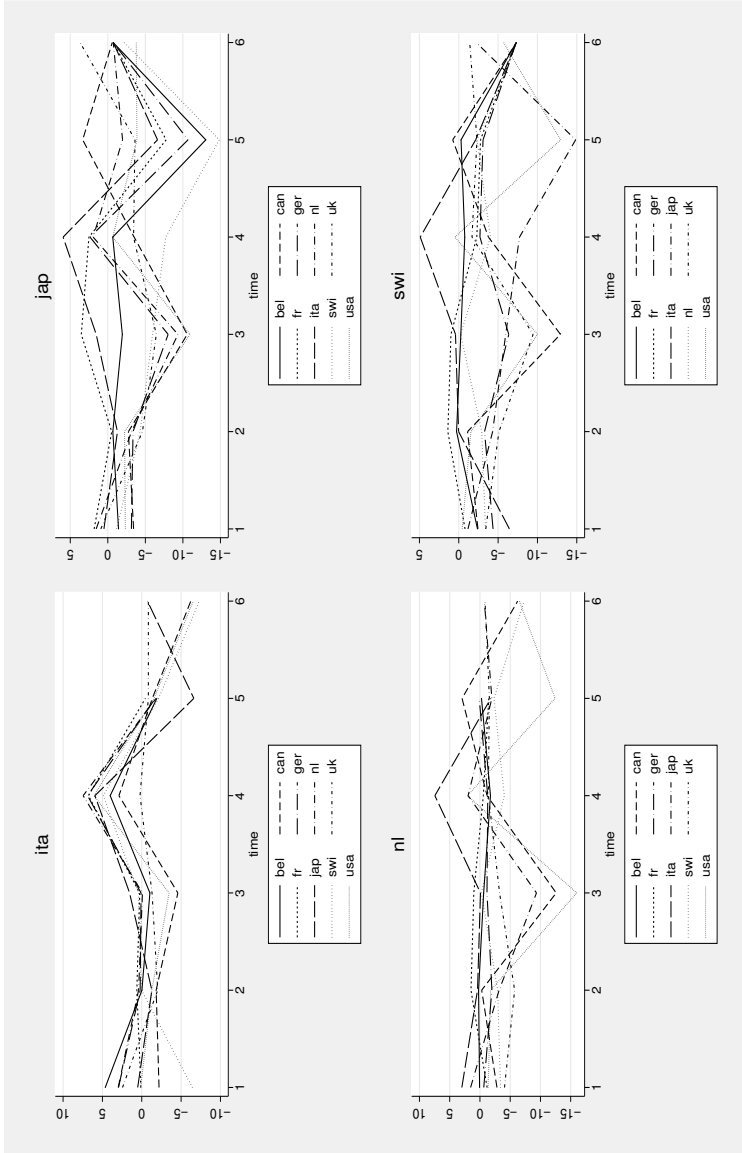 ita
10
5
0
−5
−10
1 2 3 4 5 6
time
bel can
fr ger
jap nl
swi uk
usa
jap
5
0
−5
−10
−15
1 2 3 4 5 6
time
bel can
fr ger
ita nl
swi uk
usa
nl
10
5
0
−5
−10
−15
1 2 3 4 5 6
time
bel can
fr ger
ita jap
swi uk
usa
swi
5
0
−5
−10
−15
1 2 3 4 5 6
time
bel can
fr ger
ita jap
nl uk
usa